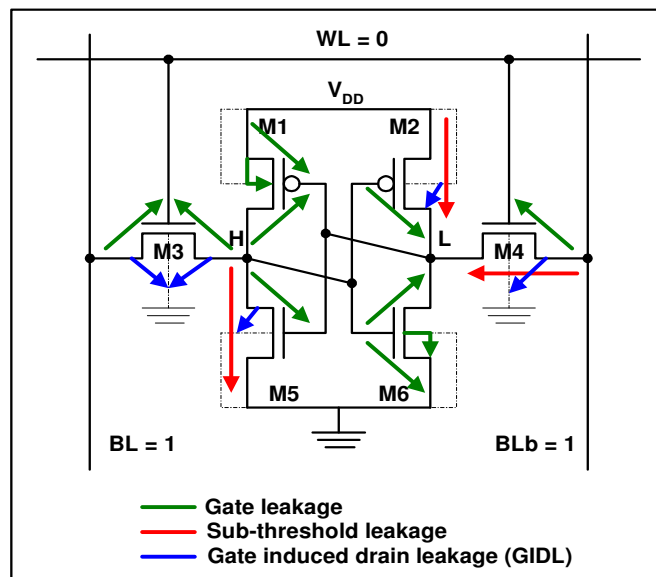 WL = 0
V_DD
M1
M2
H
L
M3
M4
M5
M6
BL = 1
BLb = 1
Gate leakage
Sub-threshold leakage
Gate induced drain leakage (GIDL)